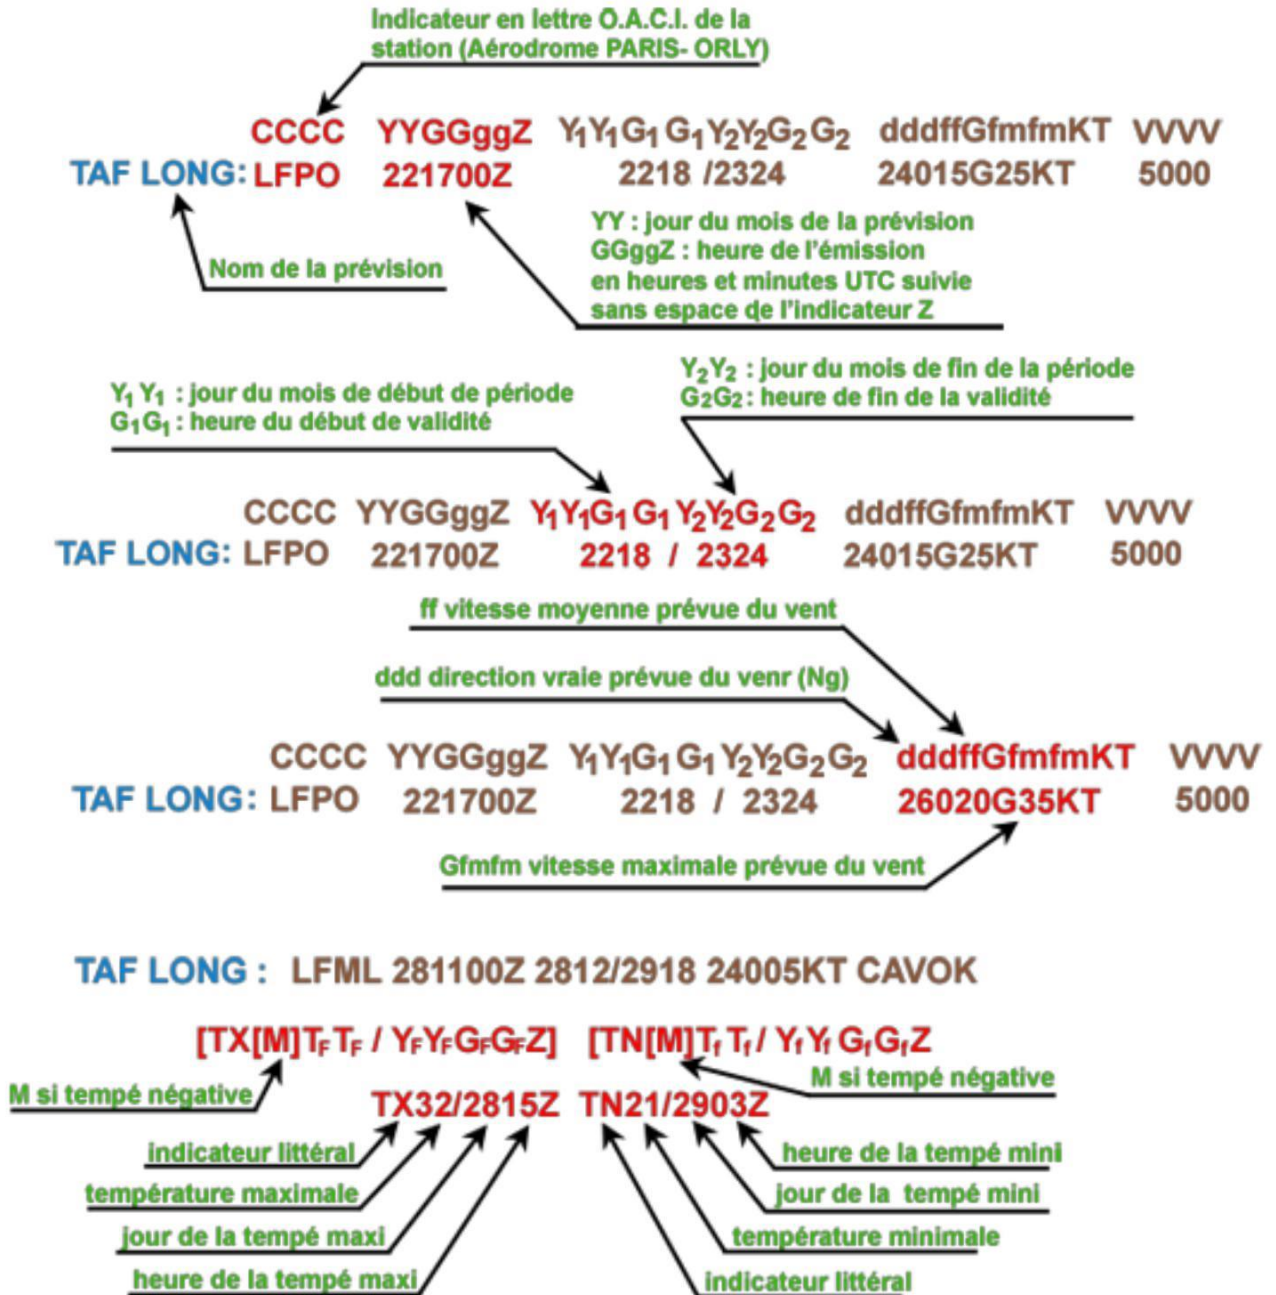 Indicateur en lettre O.A.C.I. de la
station (Aérodrome PARIS- ORLY)
CCCC YYGGggZ Y1Y1G1G1Y2Y2G2G2 dddffGfmfmKT VVVV
TAF LONG: LFPO 221700Z 2218 /2324 24015G25KT 5000
Nom de la prévision
YY : jour du mois de la prévision
GGggZ : heure de l'émission
en heures et minutes UTC suivie
sans espace de l'indicateur Z
Y1 Y1 : jour du mois de début de période
G1G1 : heure du début de validité
Y2Y2 : jour du mois de fin de la période
G2G2 : heure de fin de la validité
CCCC YYGGggZ Y1Y1G1G1Y2Y2G2G2 dddffGfmfmKT VVVV
TAF LONG: LFPO 221700Z 2218 / 2324 24015G25KT 5000
ff vitesse moyenne prévue du vent
ddd direction vraie prévue du venr (Ng)
CCCC YYGGggZ Y1Y1G1G1Y2Y2G2G2 dddffGfmfmKT VVVV
TAF LONG: LFPO 221700Z 2218 / 2324 26020G35KT 5000
Gfmfm vitesse maximale prévue du vent
TAF LONG : LFML 281100Z 2812/2918 24005KT CAVOK
[TX[M]TFTF / YFYFGFGFZ] [TN[M]TfTf / YfYfGfGfZ
M si tempé négative
M si tempé négative
TX32/2815Z TN21/2903Z
indicateur littéral
heure de la tempé mini
température maximale
jour de la tempé mini
jour de la tempé maxi
température minimale
heure de la tempé maxi
indicateur littéral